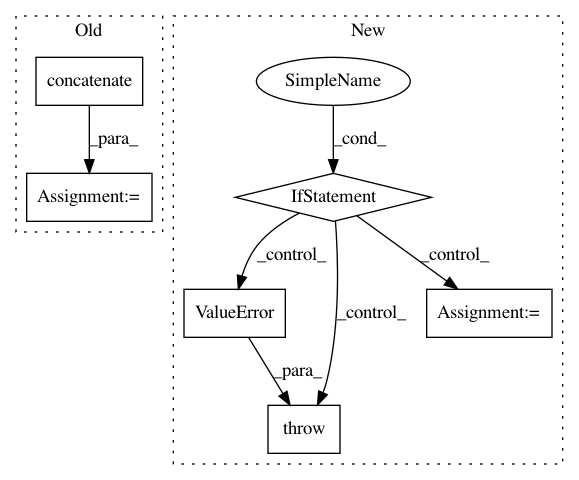 Old
New
concatenate
SimpleName
_para_
_cond_
Assignment:=
IfStatement
_control_
_control_
_control_
ValueError
Assignment:=
_para_
throw